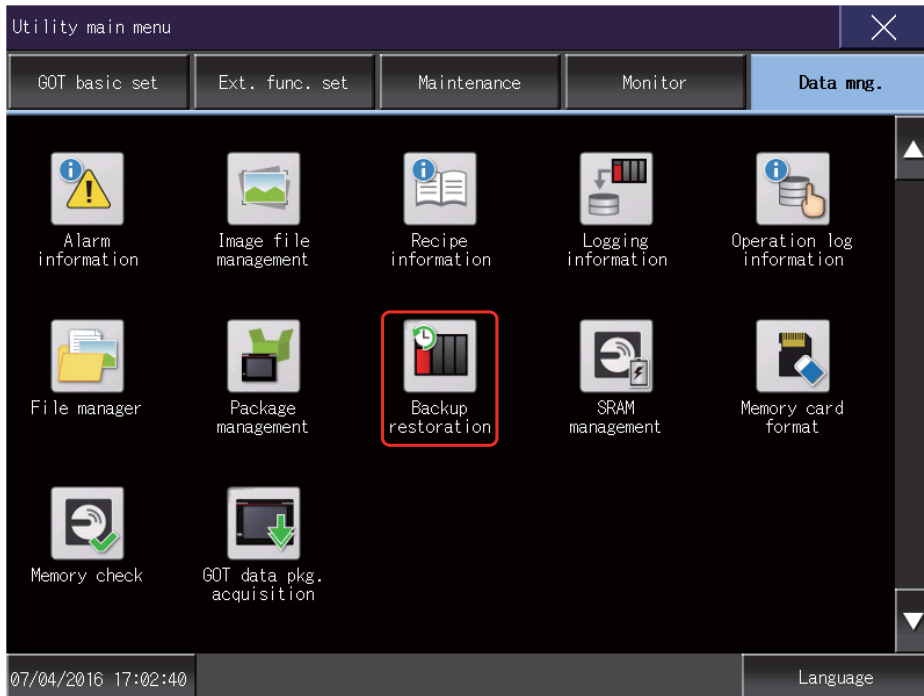 Utility main menu
GOT basic set
Ext. func. set
Maintenance
Monitor
Data mng.
Alarm
information
Image file
management
Recipe
information
Logging
information
Operation log
information
File manager
Package
management
Backup
restoration
SRAM
management
Memory card
format
Memory check
GOT data pkg.
acquisition
07/04/2016 17:02:40
Language